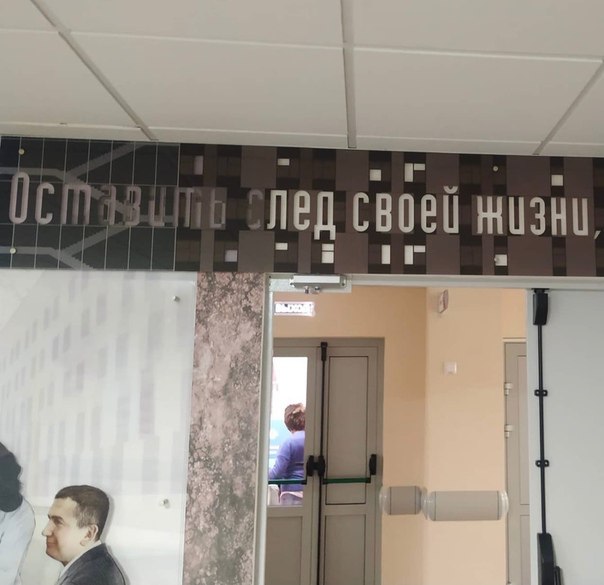 Оставить след своей жизни,